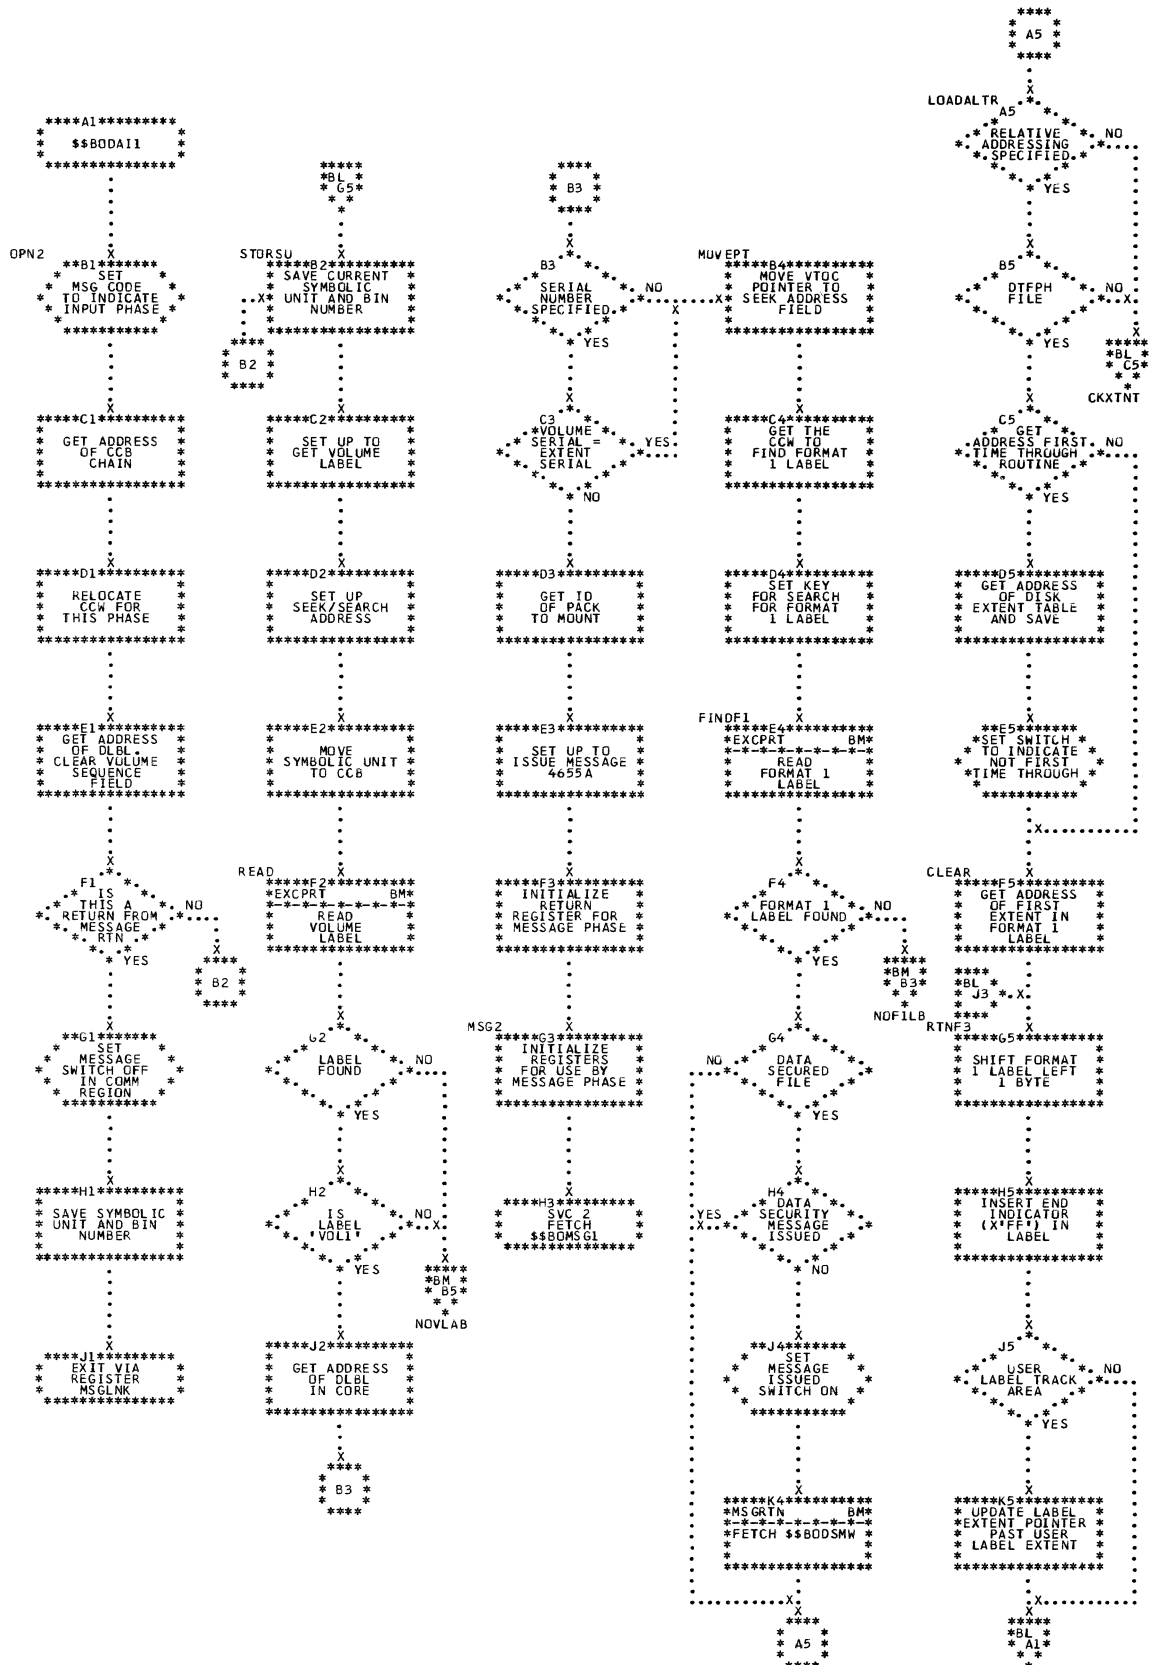 A1
$$BODAI1
OPN2
B1
SET
MSG CODE
TO INDICATE
INPUT PHASE
C1
GET ADDRESS
OF CCB
CHAIN
D1
RELOCATE
CCW FOR
THIS PHASE
E1
GET ADDRESS
OF DLBL.
CLEAR VOLUME
SEQUENCE
FIELD
F1
IS
THIS A
RETURN FROM
MESSAGE
RTN
NO
YES
B2
G1
SET
MESSAGE
SWITCH OFF
IN COMM
REGION
H1
SAVE SYMBOLIC
UNIT AND BIN
NUMBER
J1
EXIT VIA
REGISTER
MSGLNK
BL
G5
STORSU
B2
SAVE CURRENT
SYMBOLIC
UNIT AND BIN
NUMBER
B2
C2
SET UP TO
GET VOLUME
LABEL
D2
SET UP
SEEK/SEARCH
ADDRESS
E2
MOVE
SYMBOLIC UNIT
TO CCB
READ
F2
EXCPRT BM
READ
VOLUME
LABEL
G2
LABEL
FOUND
NO
YES
H2
IS
LABEL
'VOL1'
NO
YES
BM
B5
NOVLAB
J2
GET ADDRESS
OF DLBL
IN CORE
B3
B3
B3
SERIAL
NUMBER
SPECIFIED
NO
YES
C3
VOLUME
SERIAL =
EXTENT
SERIAL
YES
NO
D3
GET ID
OF PACK
TO MOUNT
E3
SET UP TO
ISSUE MESSAGE
4655A
F3
INITIALIZE
RETURN
REGISTER FOR
MESSAGE PHASE
MSG2
G3
INITIALIZE
REGISTERS
FOR USE BY
MESSAGE PHASE
H3
SVC 2
FETCH
$$BOMSG1
MOVEPT
B4
MOVE VTOC
POINTER TO
SEEK ADDRESS
FIELD
C4
GET THE
CCW TO
FIND FORMAT
1 LABEL
D4
SET KEY
FOR SEARCH
FOR FORMAT
1 LABEL
FINDF1
E4
EXCPRT BM
READ
FORMAT 1
LABEL
F4
FORMAT 1
LABEL FOUND
NO
YES
BM
B3
NOFILB
G4
DATA
SECURED
FILE
NO
YES
H4
DATA
SECURITY
MESSAGE
ISSUED
YES
NO
J4
SET
MESSAGE
ISSUED
SWITCH ON
K4
MSGRTN BM
FETCH $$BODSMW
A5
A5
LOADALTR
A5
RELATIVE
ADDRESSING
SPECIFIED
NO
YES
B5
DTFPH
FILE
NO
YES
BL
C5
CKXTNT
C5
GET
ADDRESS FIRST
TIME THROUGH
ROUTINE
NO
YES
D5
GET ADDRESS
OF DISK
EXTENT TABLE
AND SAVE
E5
SET SWITCH
TO INDICATE
NOT FIRST
TIME THROUGH
CLEAR
F5
GET ADDRESS
OF FIRST
EXTENT IN
FORMAT 1
LABEL
BL
J3
RTNF3
G5
SHIFT FORMAT
1 LABEL LEFT
1 BYTE
H5
INSERT END
INDICATOR
(X'FF') IN
LABEL
J5
USER
LABEL TRACK
AREA
NO
YES
K5
UPDATE LABEL
EXTENT POINTER
PAST USER
LABEL EXTENT
BL
A1